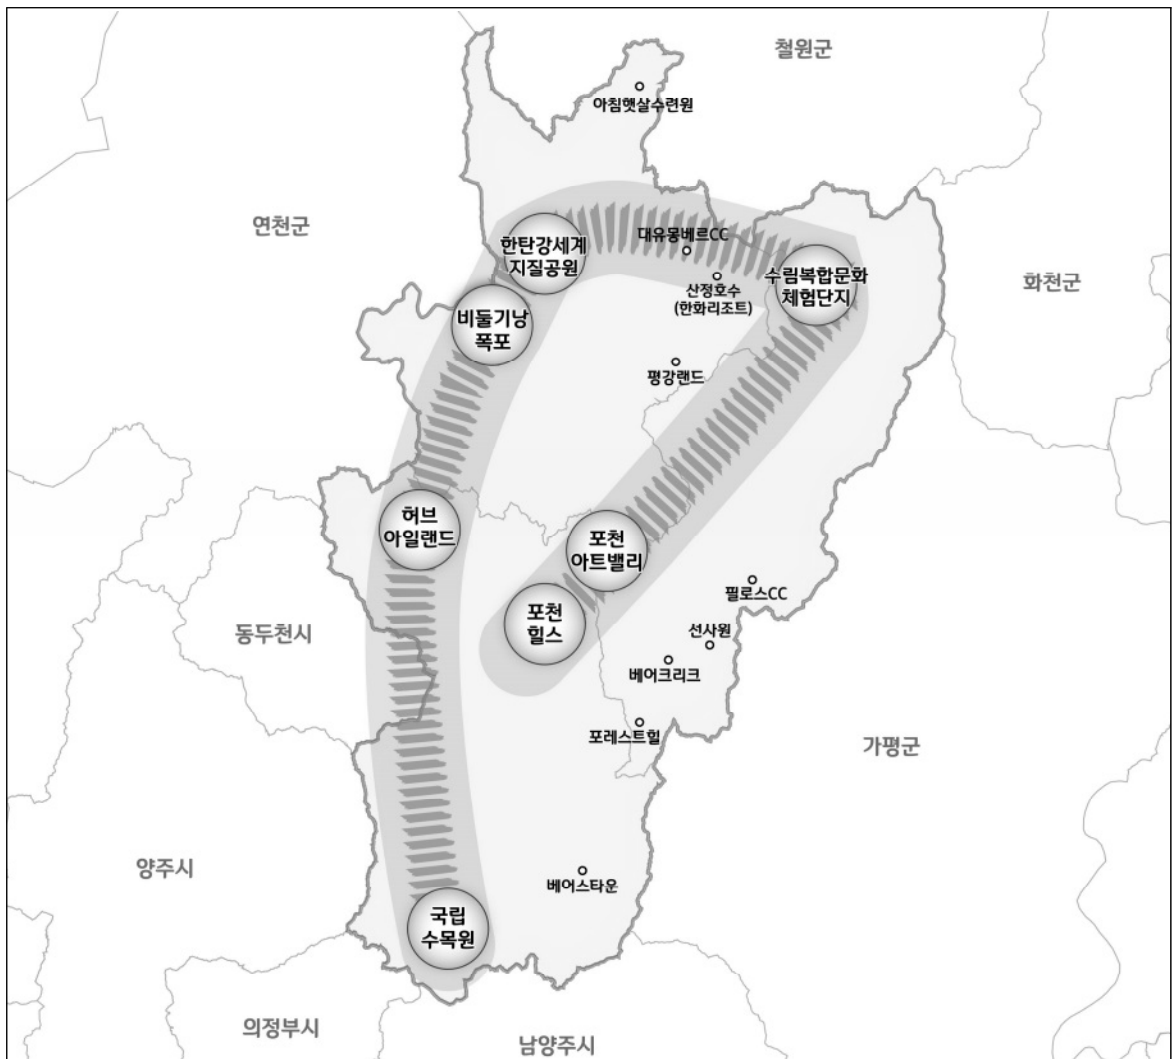 철원군
아침햇살수련원
연천군
한탄강세계
지질공원
대유몽베르CC
산정호수
(한화리조트)
수림복합문화
체험단지
화천군
비둘기낭
폭포
평강랜드
허브
아일랜드
포천
아트밸리
필로스CC
포천
힐스
동두천시
선사원
베어크리크
포레스트힐
가평군
양주시
베어스타운
국립
수목원
의정부시
남양주시